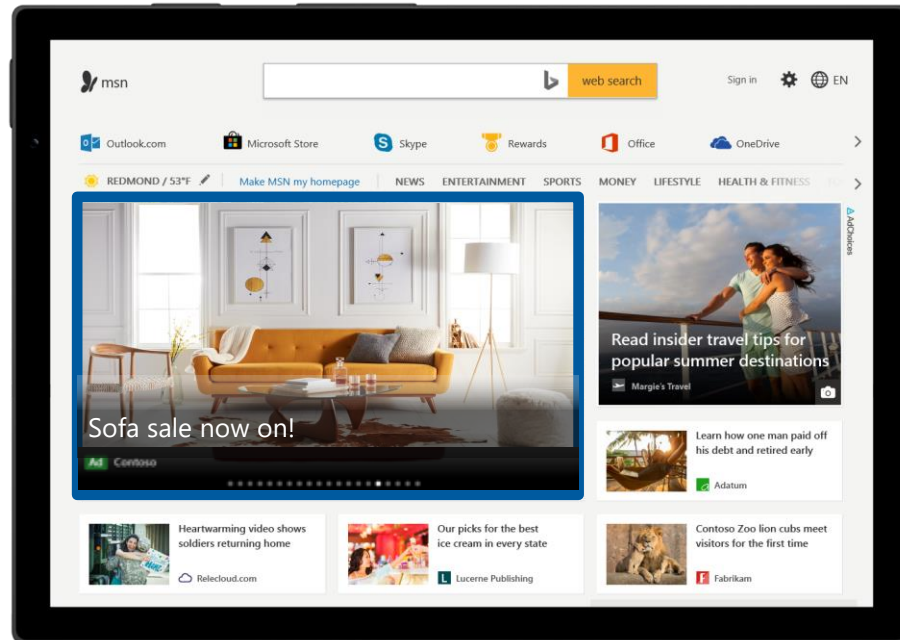 msn
web search
Sign in
EN
Outlook.com
Microsoft Store
Skype
Rewards
Office
OneDrive
REDMOND / 53°F
Make MSN my homepage
NEWS
ENTERTAINMENT
SPORTS
MONEY
LIFESTYLE
HEALTH & FITNESS
AdChoices
Sofa sale now on!
Ad Contoso
Read insider travel tips for
popular summer destinations
Margie's Travel
Learn how one man paid off
his debt and retired early
Adatum
Heartwarming video shows
soldiers returning home
Relecloud.com
Our picks for the best
ice cream in every state
Lucerne Publishing
Contoso Zoo lion cubs meet
visitors for the first time
Fabrikam